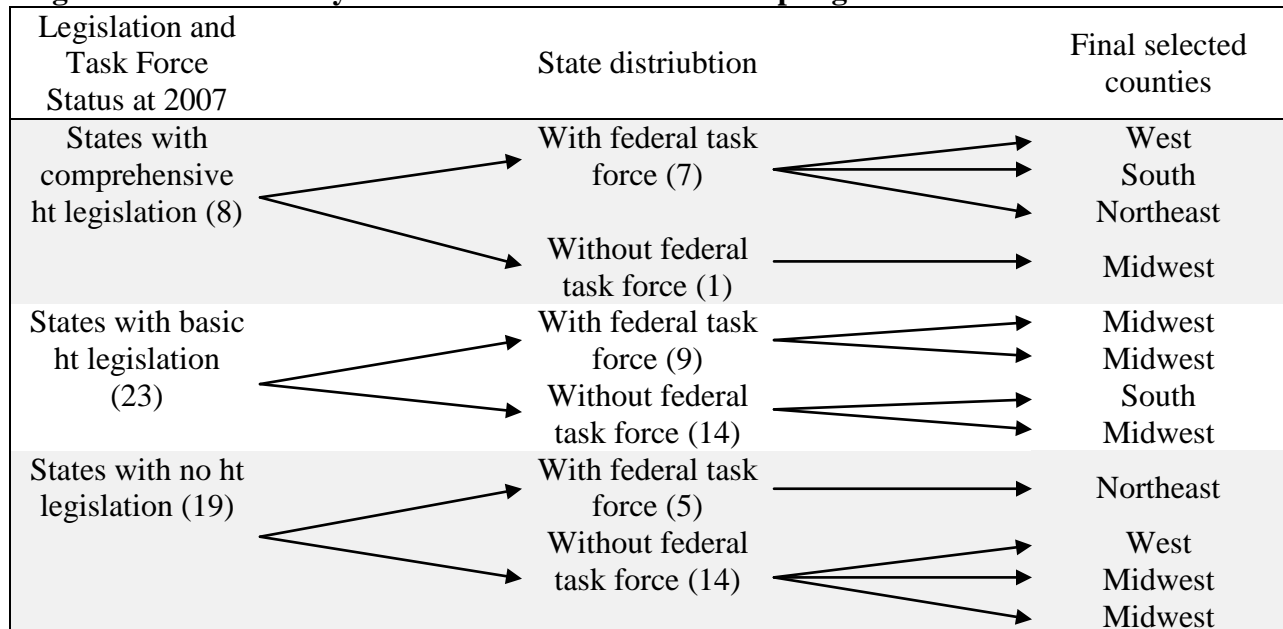 Legislation and
Task Force
Status at 2007
State distriubtion
Final selected
counties
States with
comprehensive
ht legislation (8)
With federal task
force (7)
West
South
Northeast
Without federal
task force (1)
Midwest
States with basic
ht legislation
(23)
With federal task
force (9)
Midwest
Midwest
Without federal
task force (14)
South
Midwest
States with no ht
legislation (19)
With federal task
force (5)
Northeast
Without federal
task force (14)
West
Midwest
Midwest